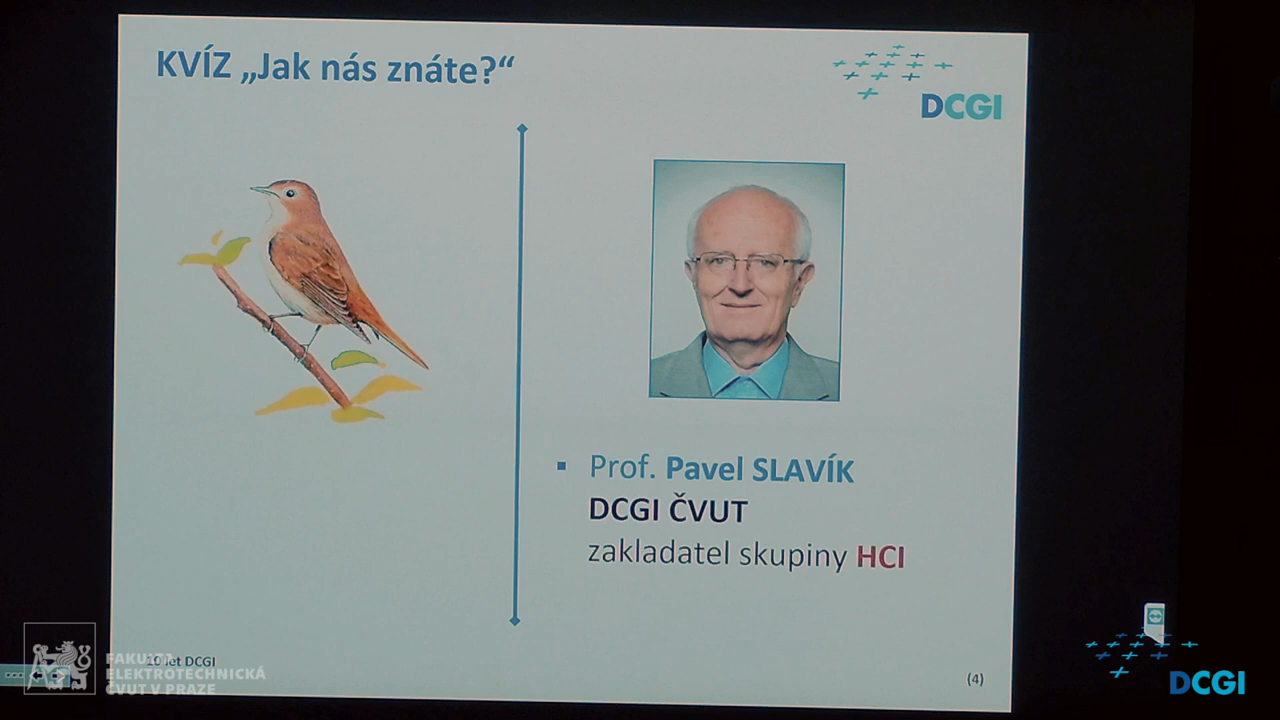 KVÍZ „Jak nás znáte?“
DCGI
Prof. Pavel SLAVÍK
DCGI ČVUT
zakladatel skupiny HCI
10 let DCGI
(4)
FAKULTA
ELEKTROTECHNICKÁ
ČVUT V PRAZE
DCGI